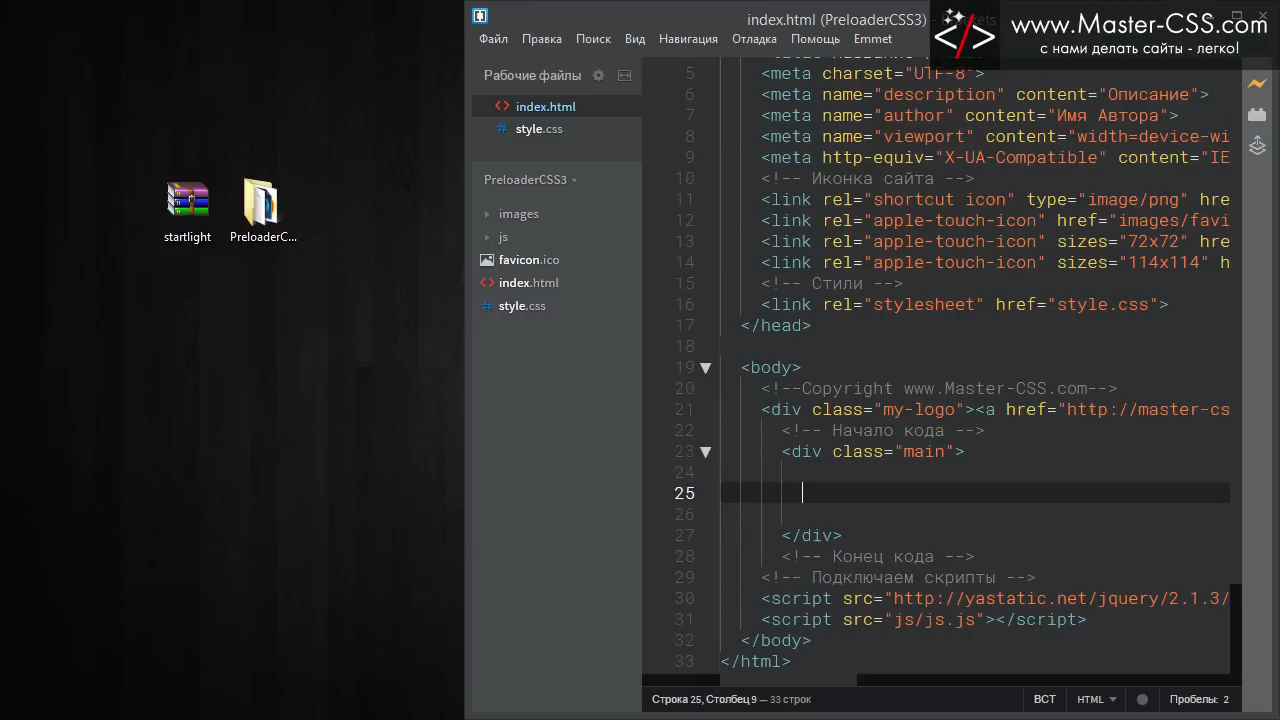 index.html (PreloaderCSS3) -
www.Master-CSS.com
с нами делать сайты - легко!
Файл Правка Поиск Вид Навигация Отладка Помощь Emmet
Рабочие файлы
index.html
style.css
PreloaderCSS3
images
js
favicon.ico
index.html
style.css
startlight
PreloaderC...
5 <meta charset="UTF-8">
6 <meta name="description" content="Описание">
7 <meta name="author" content="Имя Автора">
8 <meta name="viewport" content="width=device-wi
9 <meta http-equiv="X-UA-Compatible" content="IE
10 <!-- Иконка сайта -->
11 <link rel="shortcut icon" type="image/png" hre
12 <link rel="apple-touch-icon" href="images/favi
13 <link rel="apple-touch-icon" sizes="72x72" hre
14 <link rel="apple-touch-icon" sizes="114x114" h
15 <!-- Стили -->
16 <link rel="stylesheet" href="style.css">
17 </head>
18
19 <body>
20 <!--Copyright www.Master-CSS.com-->
21 <div class="my-logo"><a href="http://master-cs
22 <!-- Начало кода -->
23 <div class="main">
24
25
26
27 </div>
28 <!-- Конец кода -->
29 <!-- Подключаем скрипты -->
30 <script src="http://yastatic.net/jquery/2.1.3/
31 <script src="js/js.js"></script>
32 </body>
33 </html>
Строка 25, Столбец 9 — 33 строк
ВСТ
HTML
Пробелы: 2